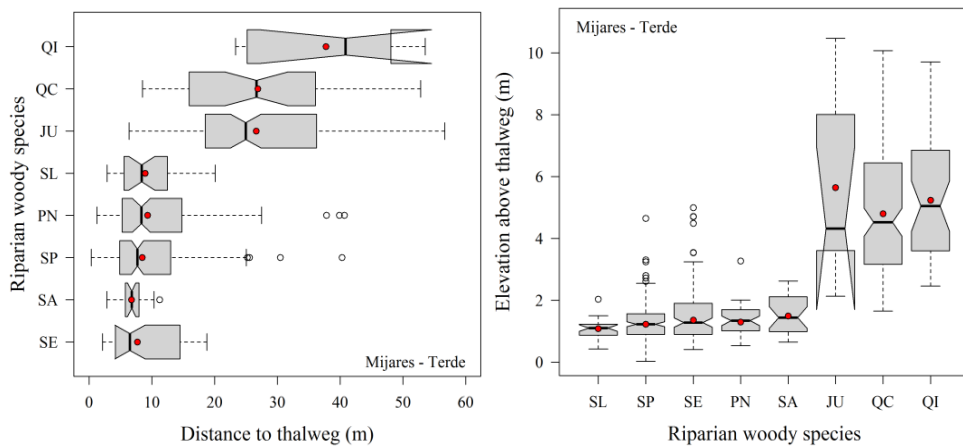 Riparian woody species
QI
QC
JU
SL
PN
SP
SA
SE
Mijares - Terde
0 10 20 30 40 50 60
Distance to thalweg (m)
Mijares - Terde
Elevation above thalweg (m)
10
8
6
4
2
0
SL SP SE PN SA JU QC QI
Riparian woody species